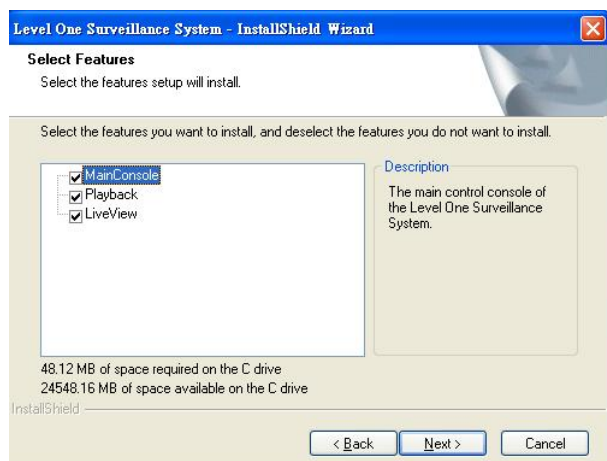 Level One Surveillance System - InstallShield Wizard
Select Features
Select the features setup will install.
Select the features you want to install, and deselect the features you do not want to install.
MainConsole
Playback
LiveView
Description
The main control console of
the Level One Surveillance
System.
48.12 MB of space required on the C drive
24548.16 MB of space available on the C drive
InstallShield
< Back
Next >
Cancel